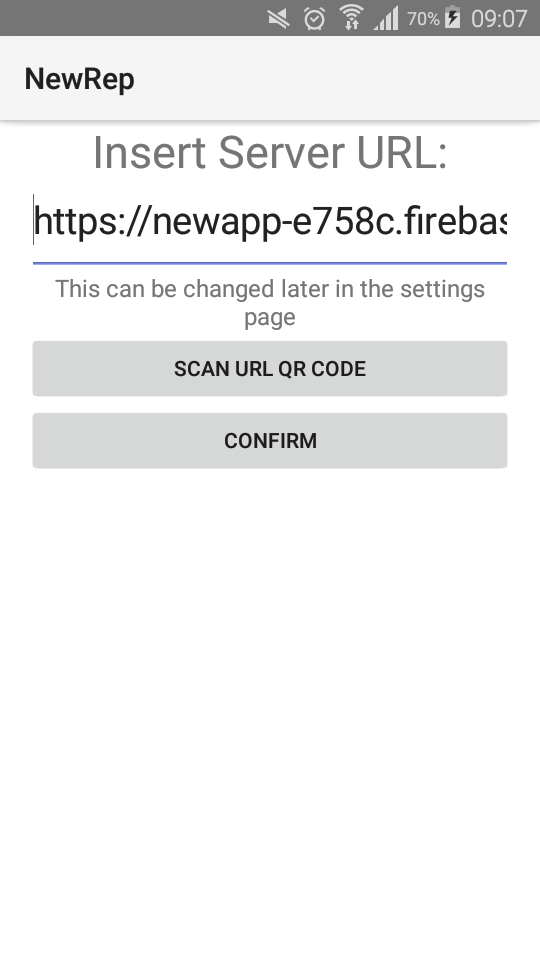 70% 09:07
NewRep
Insert Server URL:
https://newapp-e758c.firebas
This can be changed later in the settings
page
SCAN URL QR CODE
CONFIRM